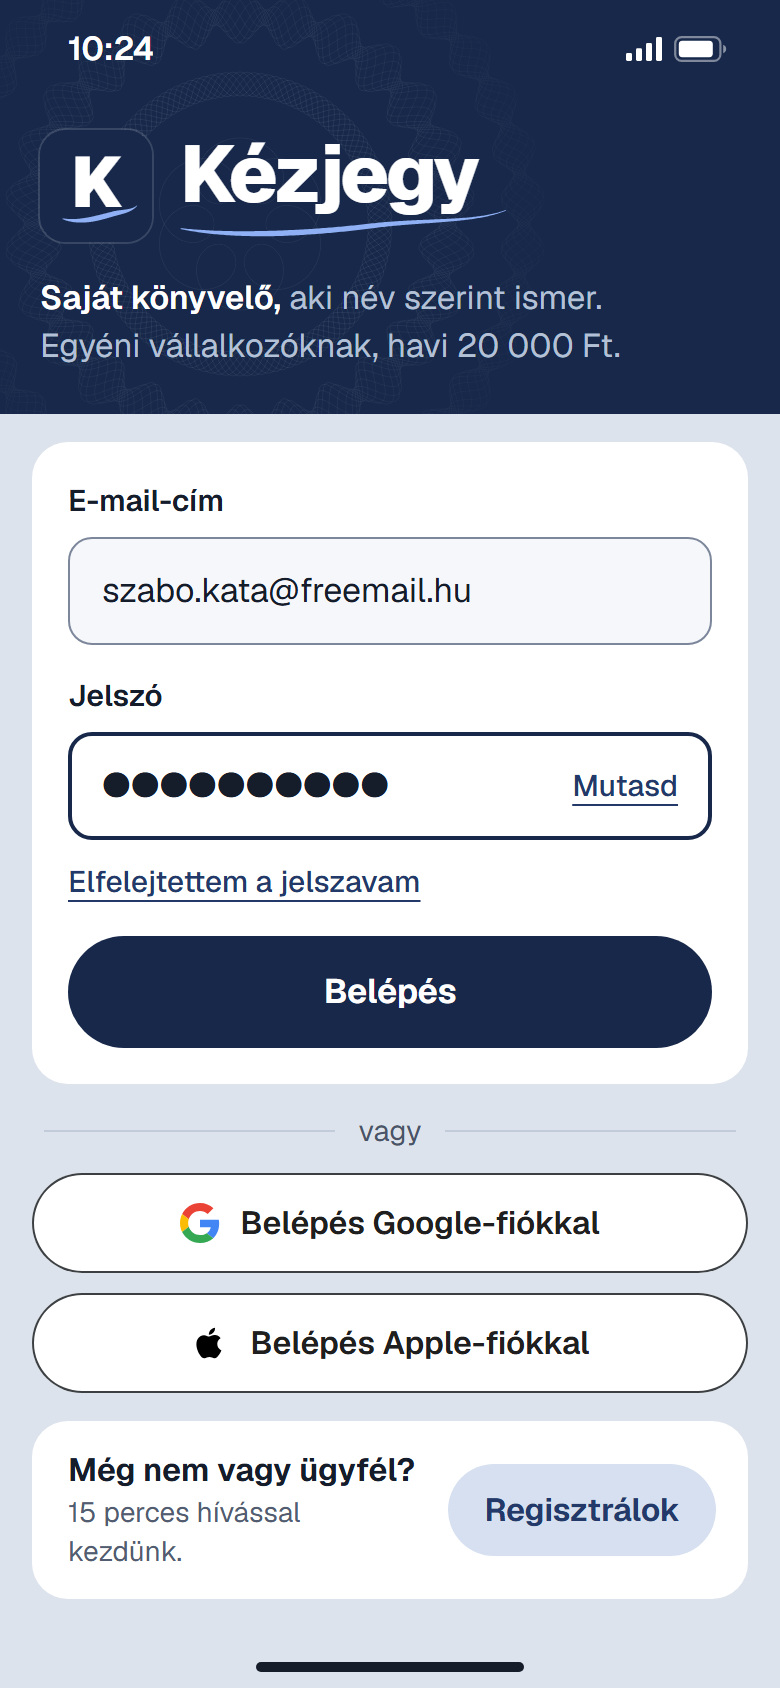 10:24
K
Kézjegy
Saját könyvelő, aki név szerint ismer.
Egyéni vállalkozóknak, havi 20 000 Ft.
E-mail-cím
szabo.kata@freemail.hu
Jelszó
●●●●●●●●●● Mutasd
Elfelejtettem a jelszavam
Belépés
vagy
Belépés Google-fiókkal
Belépés Apple-fiókkal
Még nem vagy ügyfél?
15 perces hívással
kezdünk.
Regisztrálok